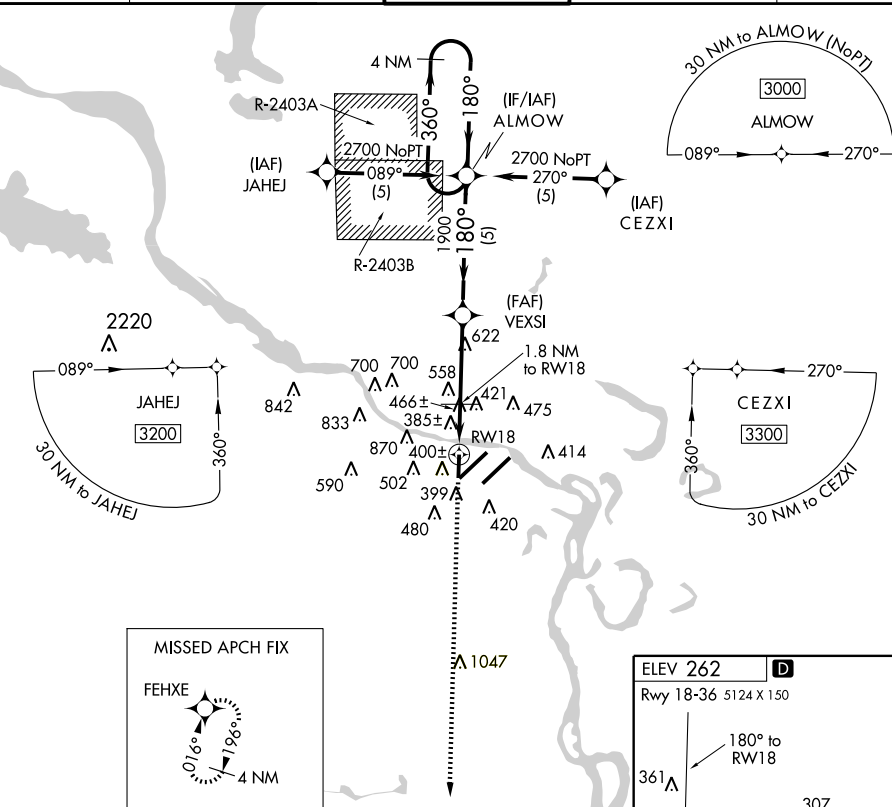 4 NM
360°
180°
R-2403A
(IF/IAF)
ALMOW
30 NM to ALMOW (NoPT)
3000
ALMOW
089°
270°
(IAF)
JAHEJ
2700 NoPT
089°
(5)
2700 NoPT
270°
(5)
(IAF)
CEZXI
1900
180°
(5)
R-2403B
(FAF)
VEXSI
622
1.8 NM
to RW18
2220
089°
JAHEJ
3200
360°
30 NM to JAHEJ
842
700
700
558
833
466±
421
475
385±
870
RW18
400±
414
590
502
399
480
420
270°
CEZXI
3300
360°
30 NM to CEZXI
1047
MISSED APCH FIX
FEHXE
016°
196°
4 NM
ELEV 262
D
Rwy 18-36 5124 X 150
180° to
RW18
361
307